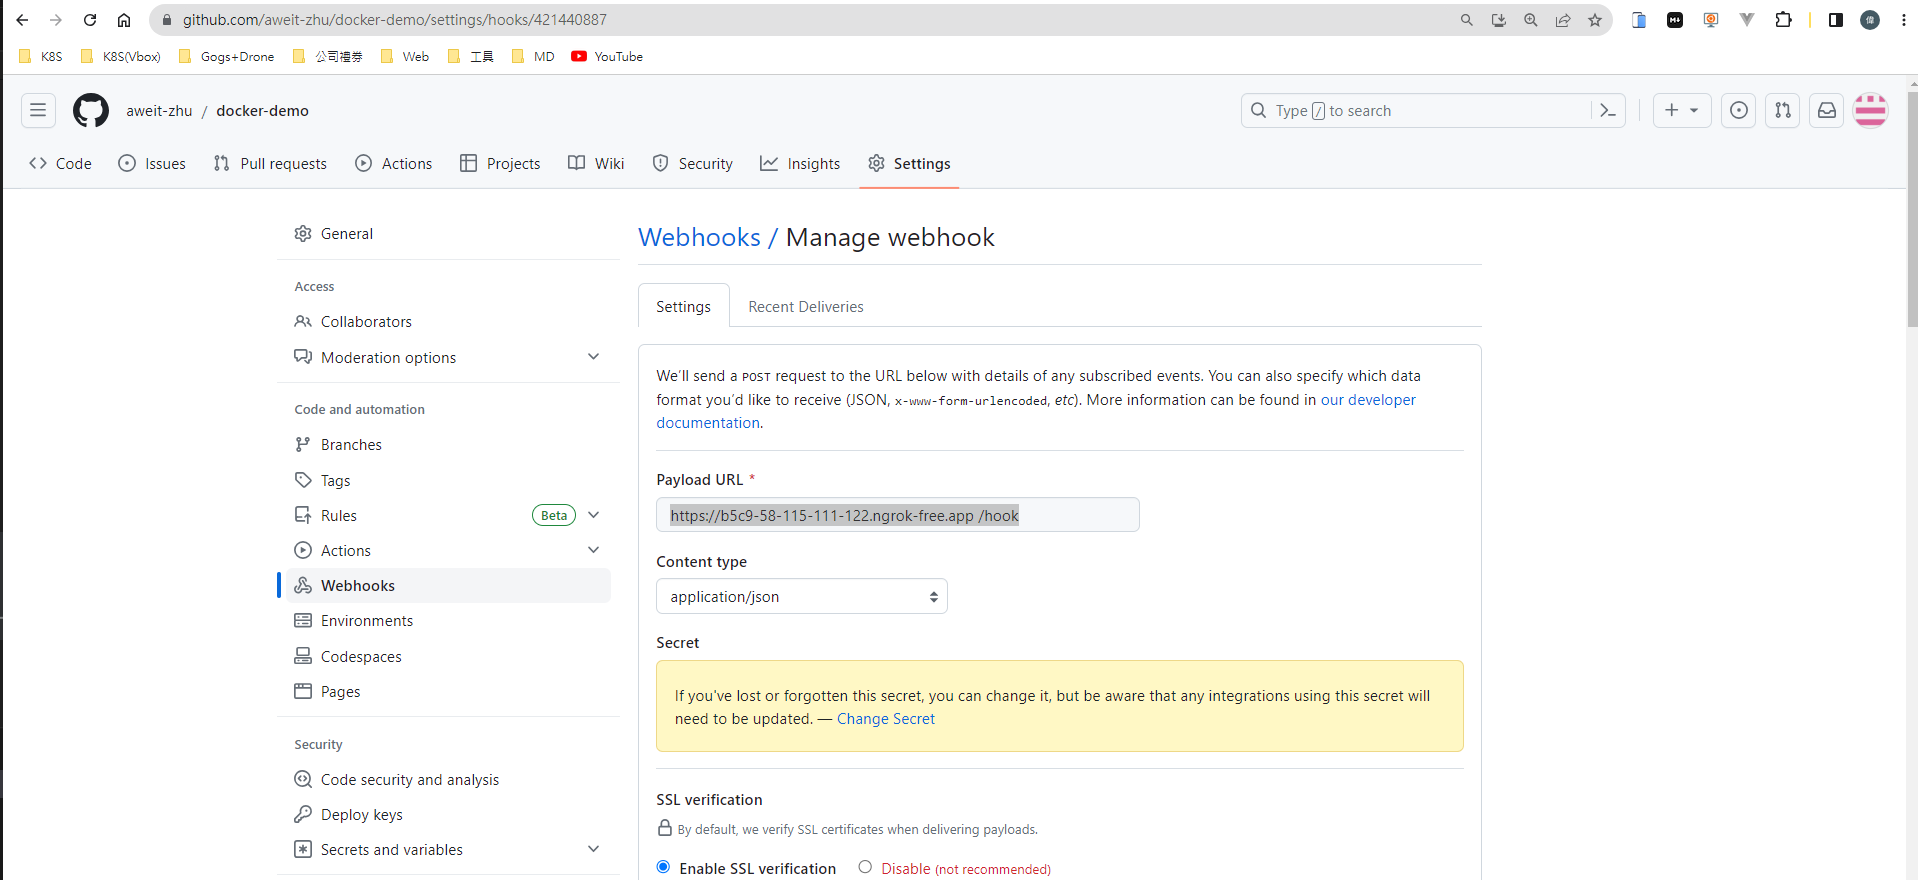 github.com/aweit-zhu/docker-demo/settings/hooks/421440887
K8S K8S(Vbox) Gogs+Drone 公司禮券 Web 工具 MD YouTube
aweit-zhu / docker-demo
Type / to search
Code Issues Pull requests Actions Projects Wiki Security Insights Settings
General
Access
Collaborators
Moderation options
Code and automation
Branches
Tags
Rules Beta
Actions
Webhooks
Environments
Codespaces
Pages
Security
Code security and analysis
Deploy keys
Secrets and variables
Webhooks / Manage webhook
Settings Recent Deliveries
We'll send a POST request to the URL below with details of any subscribed events. You can also specify which data
format you'd like to receive (JSON, x-www-form-urlencoded, etc). More information can be found in our developer
documentation.
Payload URL *
https://b5c9-58-115-111-122.ngrok-free.app /hook
Content type
application/json
Secret
If you've lost or forgotten this secret, you can change it, but be aware that any integrations using this secret will
need to be updated. — Change Secret
SSL verification
By default, we verify SSL certificates when delivering payloads.
Enable SSL verification Disable (not recommended)